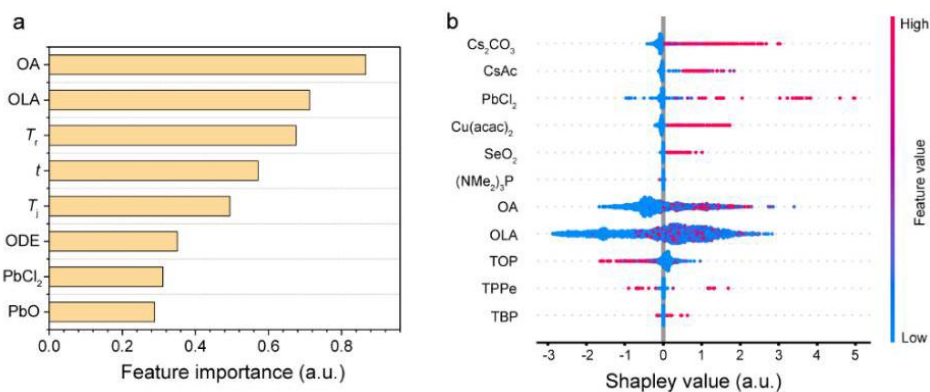 a
OA
OLA
Tᵣ
t
Tᵢ
ODE
PbCl₂
PbO
0.0 0.2 0.4 0.6 0.8
Feature importance (a.u.)
b
Cs₂CO₃
CsAc
PbCl₂
Cu(acac)₂
SeO₂
(NMe₂)₃P
OA
OLA
TOP
TPPe
TBP
-3 -2 -1 0 1 2 3 4 5
Shapley value (a.u.)
High
Feature value
Low